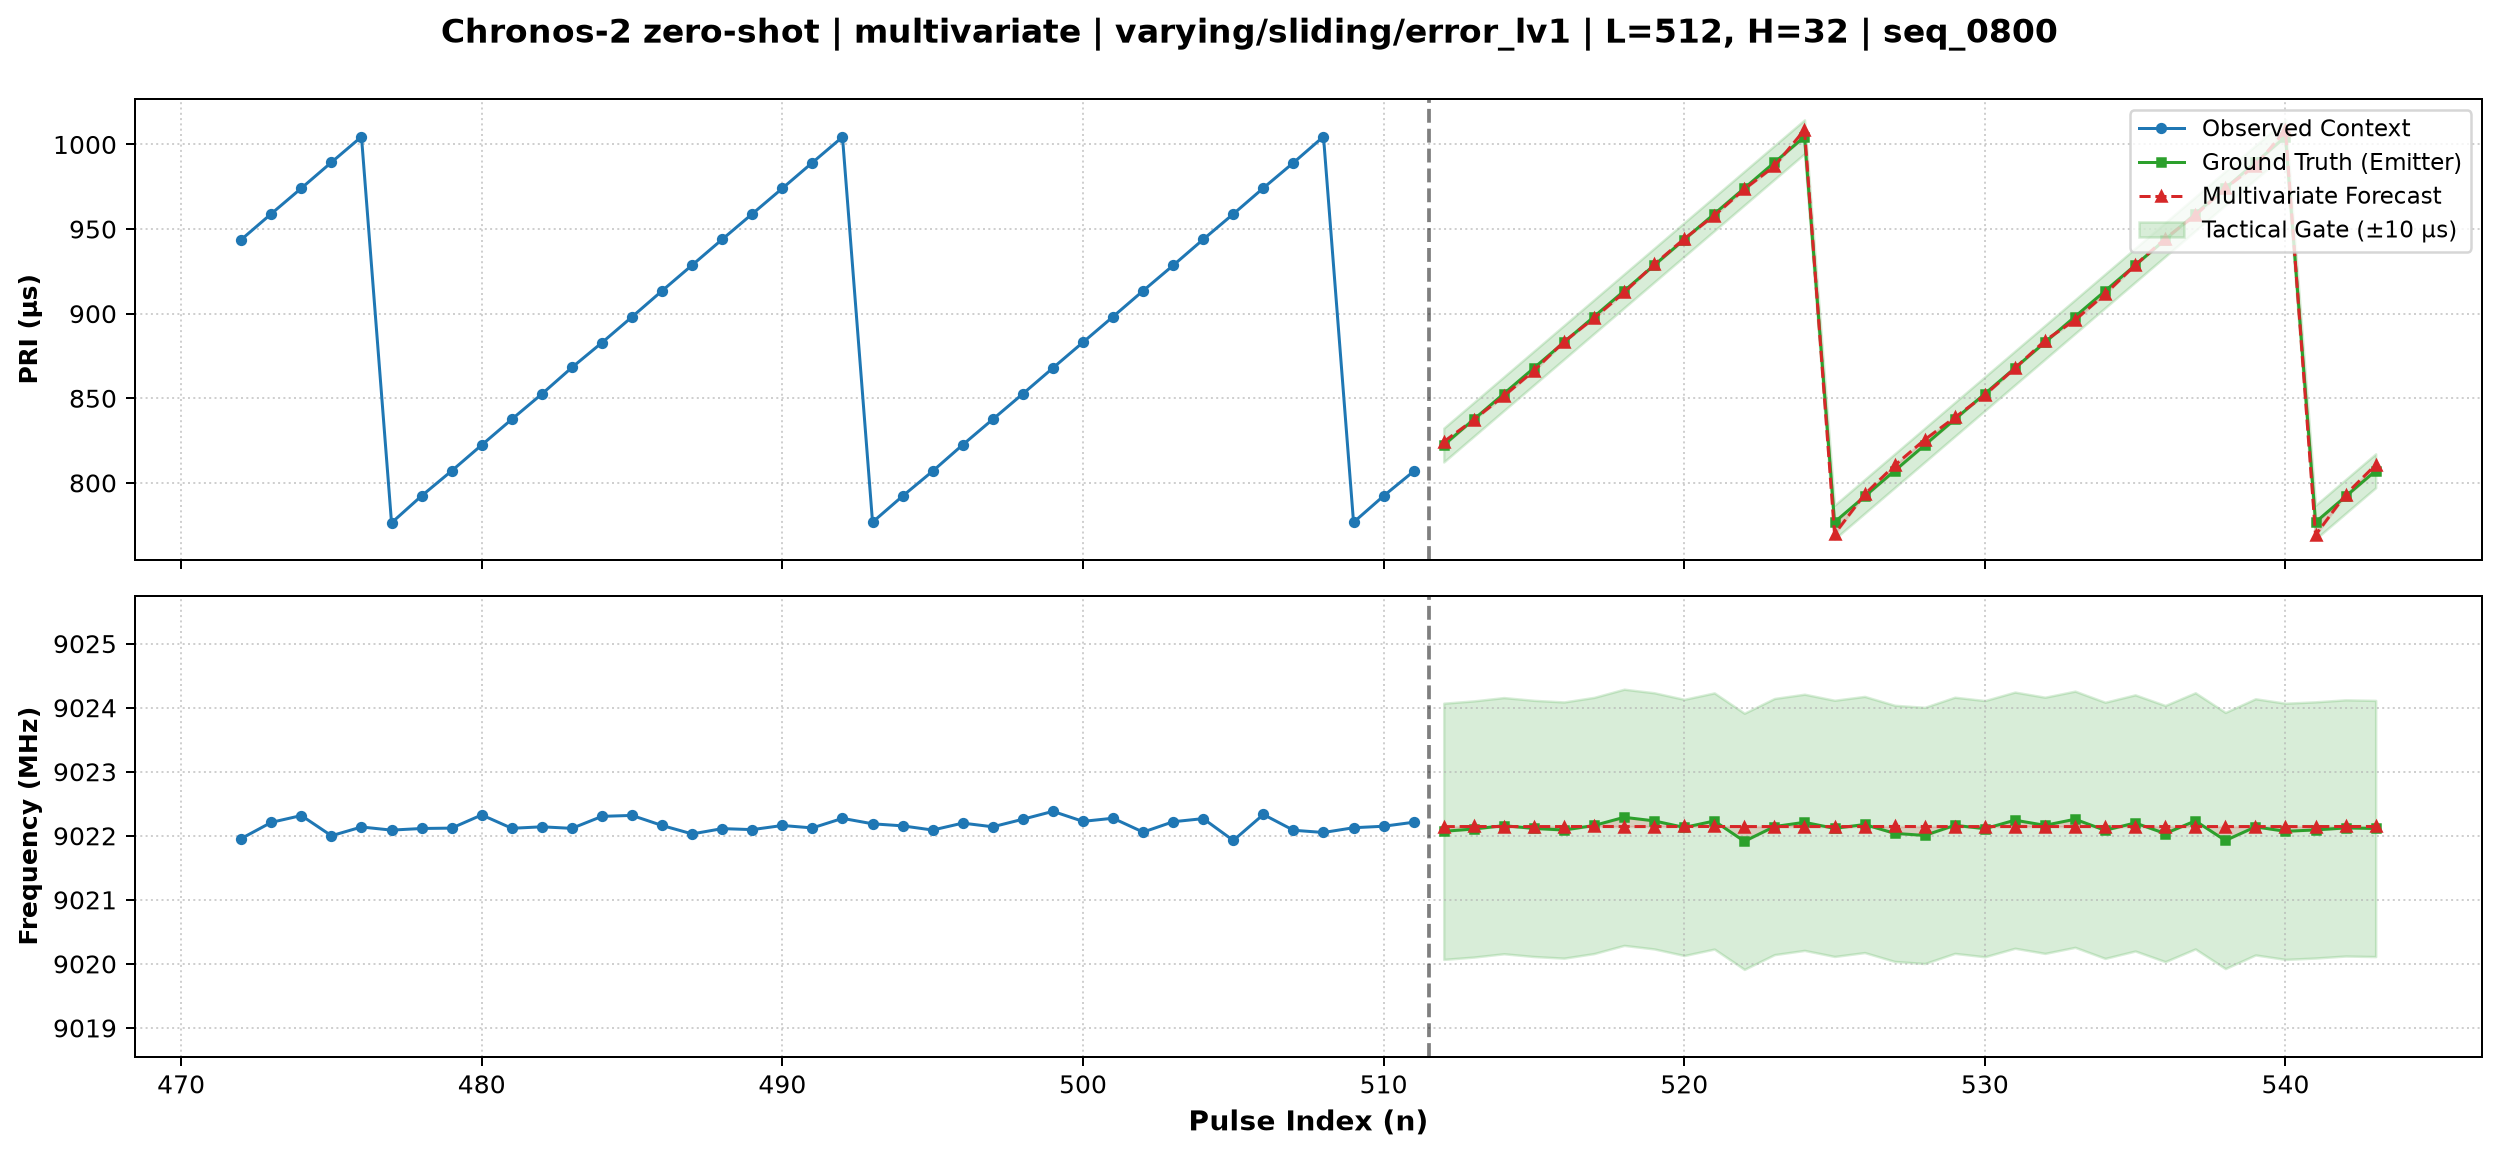 Chronos-2 zero-shot | multivariate | varying/sliding/error_lv1 | L=512, H=32 | seq_0800
Observed Context
Ground Truth (Emitter)
Multivariate Forecast
Tactical Gate (±10 µs)
PRI (µs)
1000
950
900
850
800
Frequency (MHz)
9025
9024
9023
9022
9021
9020
9019
470 480 490 500 510 520 530 540
Pulse Index (n)